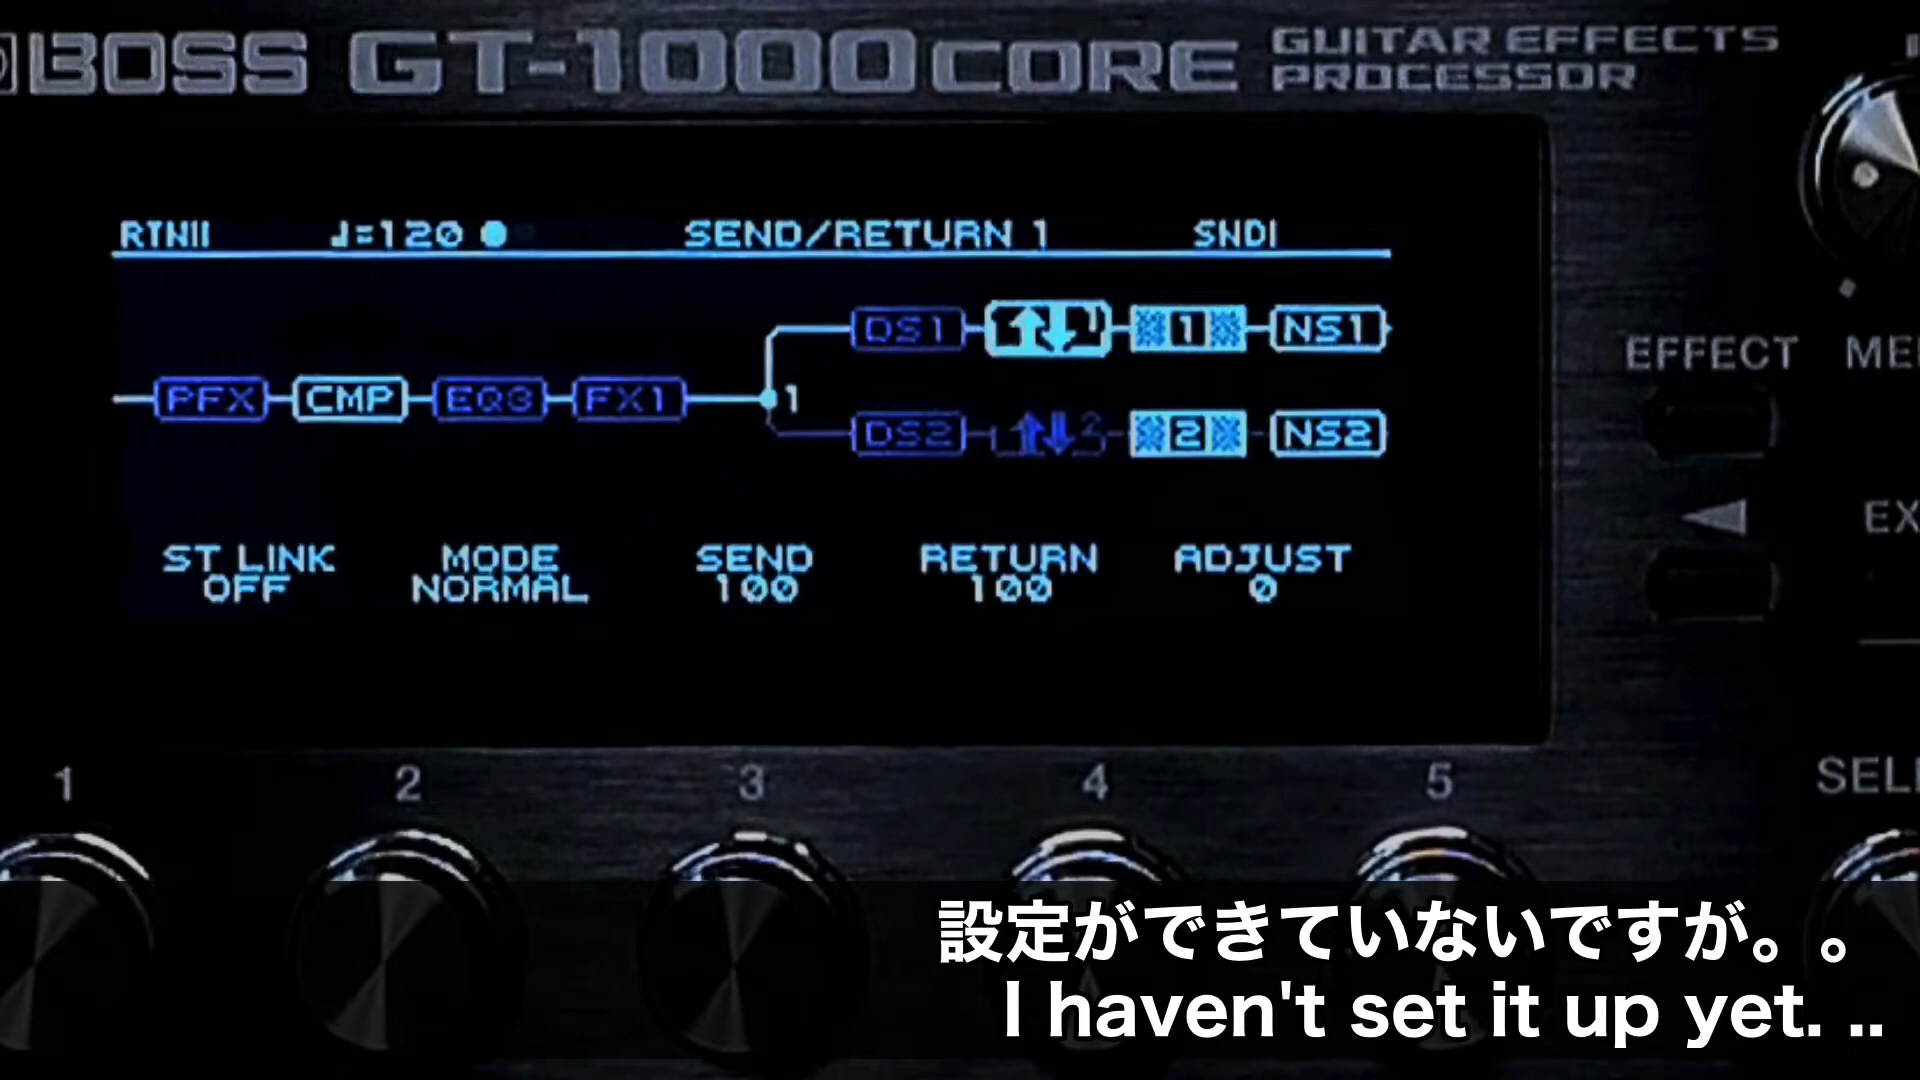 BOSS GT-1000CORE GUITAR EFFECTS
PROCESSOR
♩=120 SEND/RETURN 1
DS1 1 NS1
PFX CMP EQ3 FX1 1
DS2 2 2 NS2
ST LINK MODE SEND RETURN ADJUST
OFF NORMAL 100 100 0
EFFECT
1 2 3 4 5
設定ができていないですが。。
I haven't set it up yet. ..